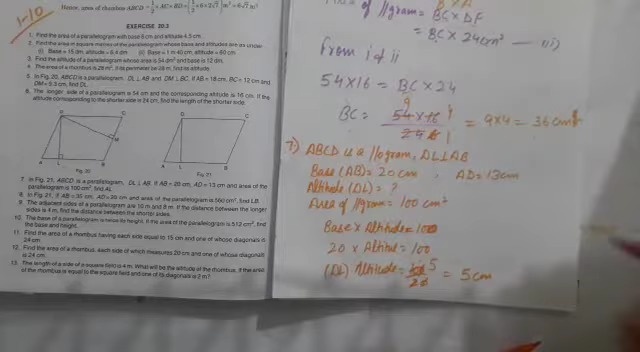 1-10
Hence, area of rhombus ABCD =
EXERCISE 20.3
1. Find the area of a parallelogram with base 8 cm and altitude 4.5 cm.
2. Find the area in square metres of the parallelogram whose base and altitudes are as under
(i) Base = 15 dm, altitude = 6.4 dm (ii) Base = 1 m 40 cm, altitude = 60 cm
3. Find the altitude of a parallelogram whose area is 54 dm² and base is 12 dm.
4. The area of a rhombus is 28 m². If its perimeter be 28 m, find its altitude.
5. In Fig. 20, ABCD is a parallelogram. DL ⊥ AB and DM ⊥ BC. If AB = 18 cm, BC = 12 cm and
DM = 9.3 cm, find DL.
6. The longer side of a parallelogram is 54 cm and the corresponding altitude is 16 cm. If the
altitude corresponding to the shorter side is 24 cm, find the length of the shorter side.
C
M
A
L
B
Fig. 20
D
C
A
L
B
Fig. 21
7. In Fig. 21, ABCD is a parallelogram. DL ⊥ AB. If AB = 20 cm, AD = 13 cm and area of the
parallelogram is 100 cm², find AL.
8. In Fig. 21, if AB = 35 cm, AD = 20 cm and area of the parallelogram is 560 cm², find LB.
9. The adjacent sides of a parallelogram are 10 m and 8 m. If the distance between the longer
sides is 4 m, find the distance between the shorter sides.
10. The base of a parallelogram is twice its height. If the area of the parallelogram is 512 cm², find
the base and height.
11. Find the area of a rhombus having each side equal to 15 cm and one of whose diagonals is
24 cm.
12. Find the area of a rhombus, each side of which measures 20 cm and one of whose diagonals
is 24 cm.
13. The length of a side of a square field is 4 m. What will be the altitude of the rhombus, if the area
of the rhombus is equal to the square field and one of its diagonals is 2 m?
of //gram = BC × DF
= BC × 24 cm² — (ii)
from i & ii
54 × 16 = BC × 24
BC = 54 × 16 / 24 = 9 × 4 = 36 cm
7) ABCD is a //gram, DL ⊥ AB
Base (AB) = 20 cm, AD = 13 cm
Altitude (DL) = ?
Area of //gram = 100 cm²
Base × Altitude = 100
20 × Altitude = 100
(DL) Altitude = 100 / 20 = 5 cm